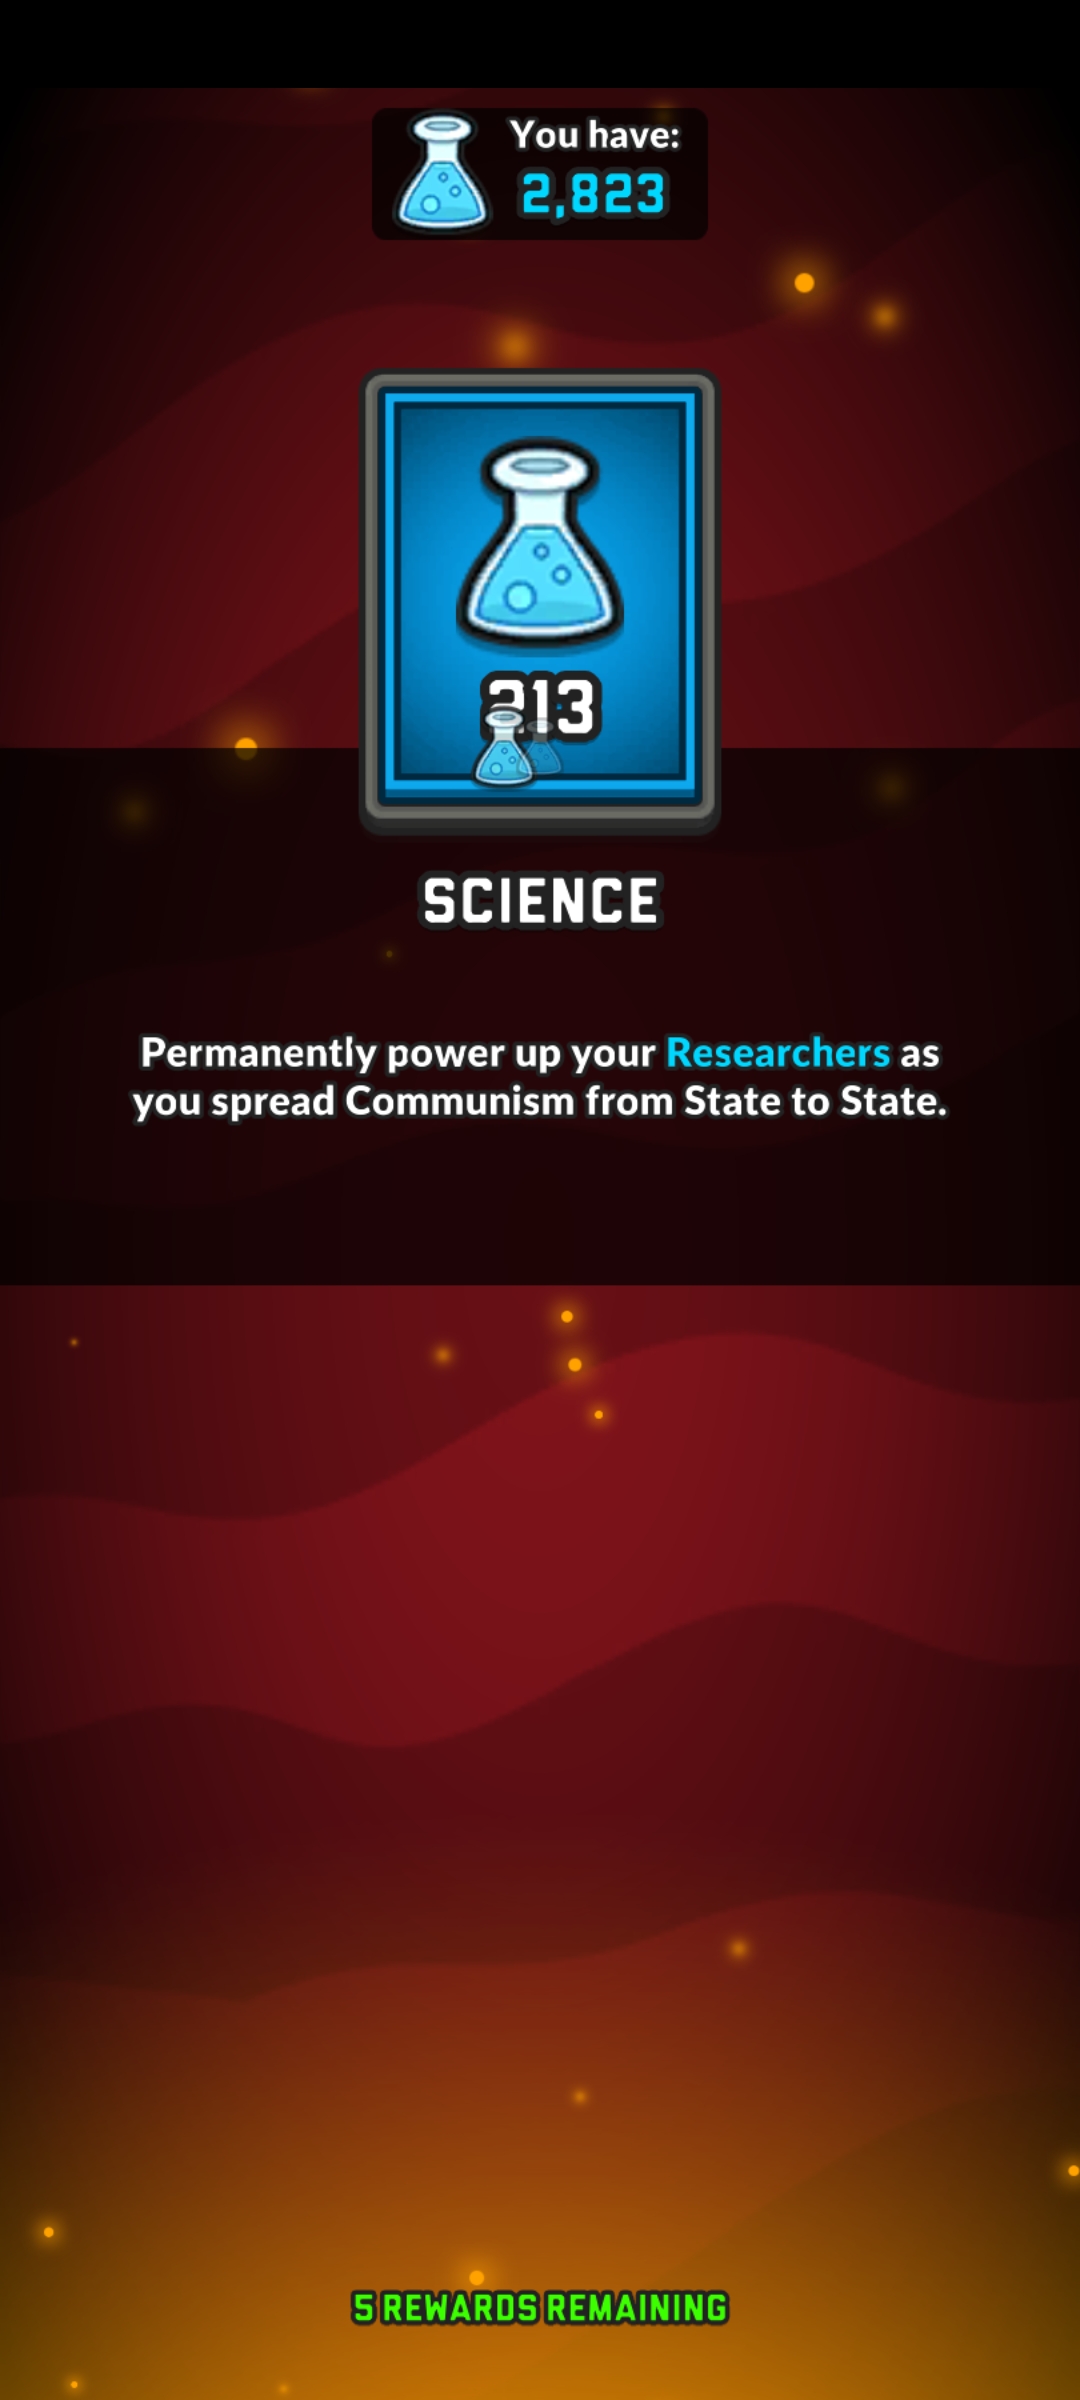 You have:
2,823
213
SCIENCE
Permanently power up your Researchers as
you spread Communism from State to State.
5 REWARDS REMAINING